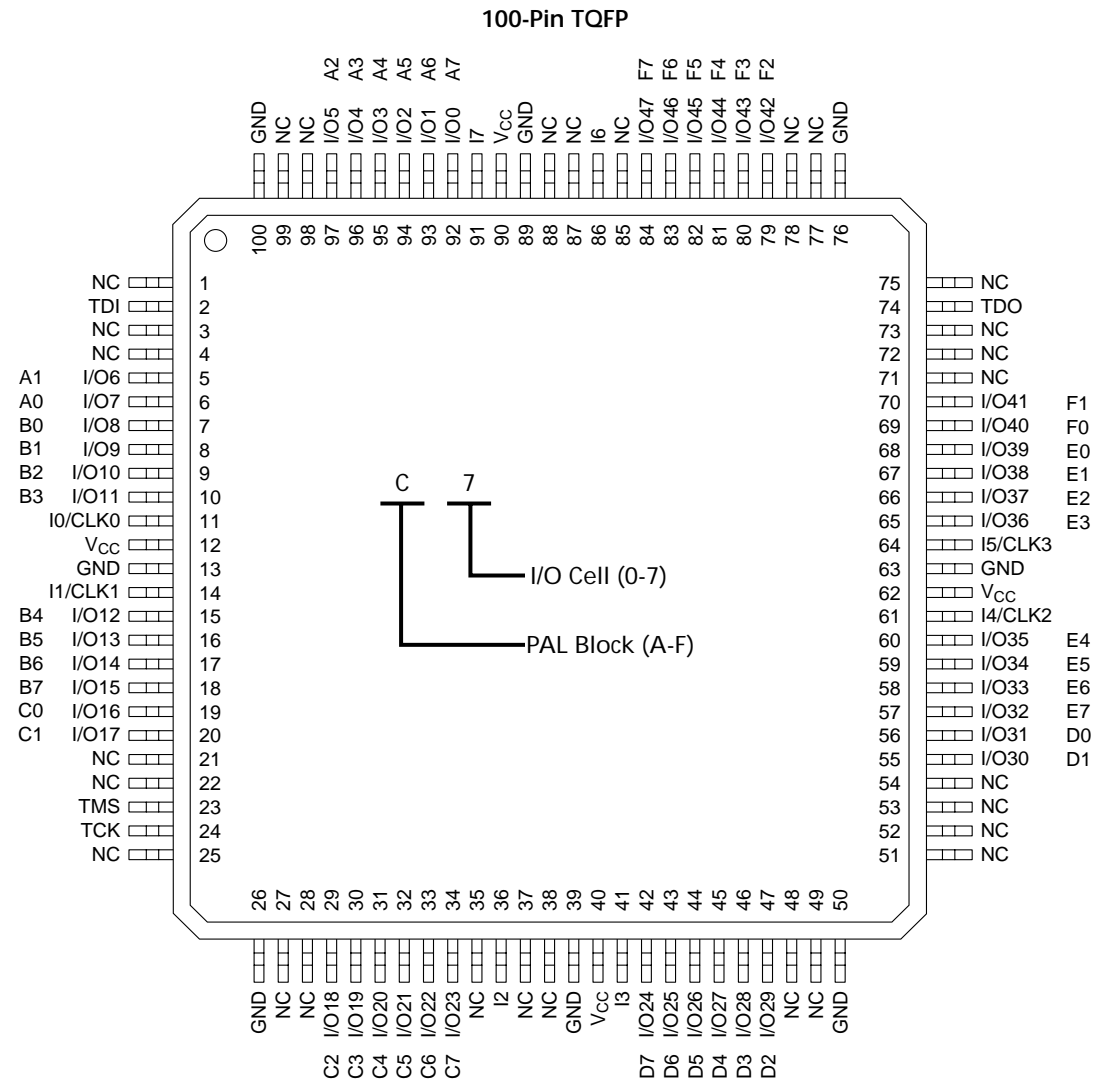 100-Pin TQFP
A2 A3 A4 A5 A6 A7 F7 F6 F5 F4 F3 F2
GND NC NC I/O5 I/O4 I/O3 I/O2 I/O1 I/O0 I7 VCC GND NC NC I6 NC I/O47 I/O46 I/O45 I/O44 I/O43 I/O42 NC NC GND
100 99 98 97 96 95 94 93 92 91 90 89 88 87 86 85 84 83 82 81 80 79 78 77 76
NC 1 75 NC
TDI 2 74 TDO
NC 3 73 NC
NC 4 72 NC
A1 I/O6 5 71 NC
A0 I/O7 6 70 I/O41 F1
B0 I/O8 7 69 I/O40 F0
B1 I/O9 8 68 I/O39 E0
B2 I/O10 9 67 I/O38 E1
B3 I/O11 10 66 I/O37 E2
I0/CLK0 11 65 I/O36 E3
VCC 12 64 I5/CLK3
GND 13 63 GND
I1/CLK1 14 62 VCC
B4 I/O12 15 61 I4/CLK2
B5 I/O13 16 60 I/O35 E4
B6 I/O14 17 59 I/O34 E5
B7 I/O15 18 58 I/O33 E6
C0 I/O16 19 57 I/O32 E7
C1 I/O17 20 56 I/O31 D0
NC 21 55 I/O30 D1
NC 22 54 NC
TMS 23 53 NC
TCK 24 52 NC
NC 25 51 NC
C 7
I/O Cell (0-7)
PAL Block (A-F)
26 27 28 29 30 31 32 33 34 35 36 37 38 39 40 41 42 43 44 45 46 47 48 49 50
GND NC NC I/O18 I/O19 I/O20 I/O21 I/O22 I/O23 NC I2 NC NC GND VCC I3 I/O24 I/O25 I/O26 I/O27 I/O28 I/O29 NC NC GND
C2 C3 C4 C5 C6 C7 D7 D6 D5 D4 D3 D2